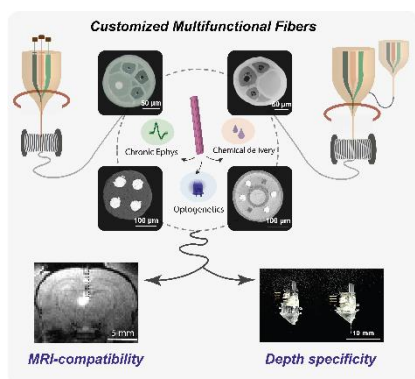 Customized Multifunctional Fibers
50 µm
50 µm
Chronic Ephys
Chemical delivery
Optogenetics
100 µm
100 µm
5 mm
10 mm
MRI-compatibility
Depth specificity